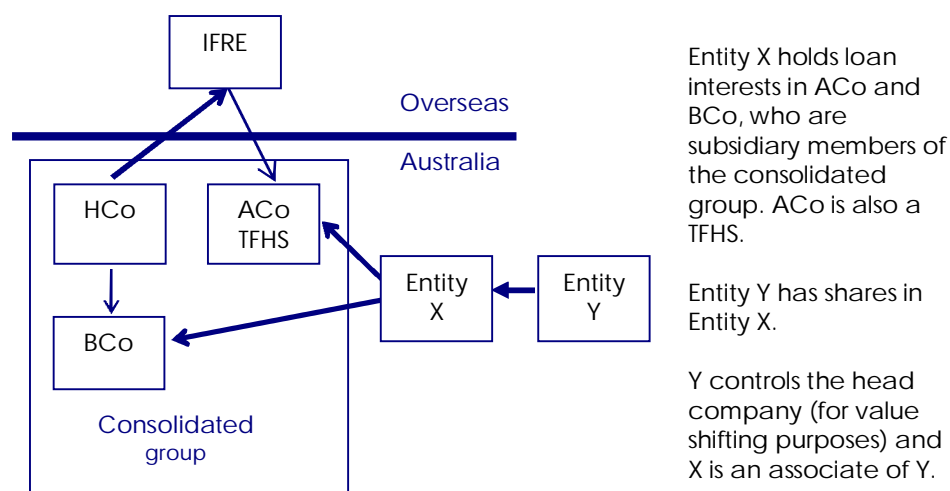 IFRE
Overseas
Australia
HCo
ACo
TFHS
BCo
Entity
X
Entity
Y
Consolidated
group
Entity X holds loan
interests in ACo and
BCo, who are
subsidiary members of
the consolidated
group. ACo is also a
TFHS.
Entity Y has shares in
Entity X.
Y controls the head
company (for value
shifting purposes) and
X is an associate of Y.